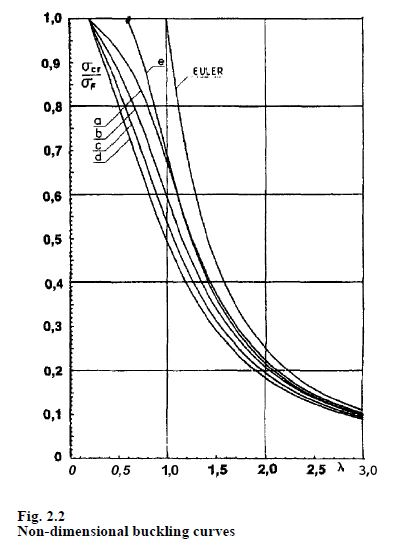 1,0
σcr
σF
0,9
0,8
0,7
0,6
0,5
0,4
0,3
0,2
0,1
0
a
b
c
d
e
EULER
0 0,5 1,0 1,5 2,0 2,5 λ 3,0
Fig. 2.2
Non-dimensional buckling curves